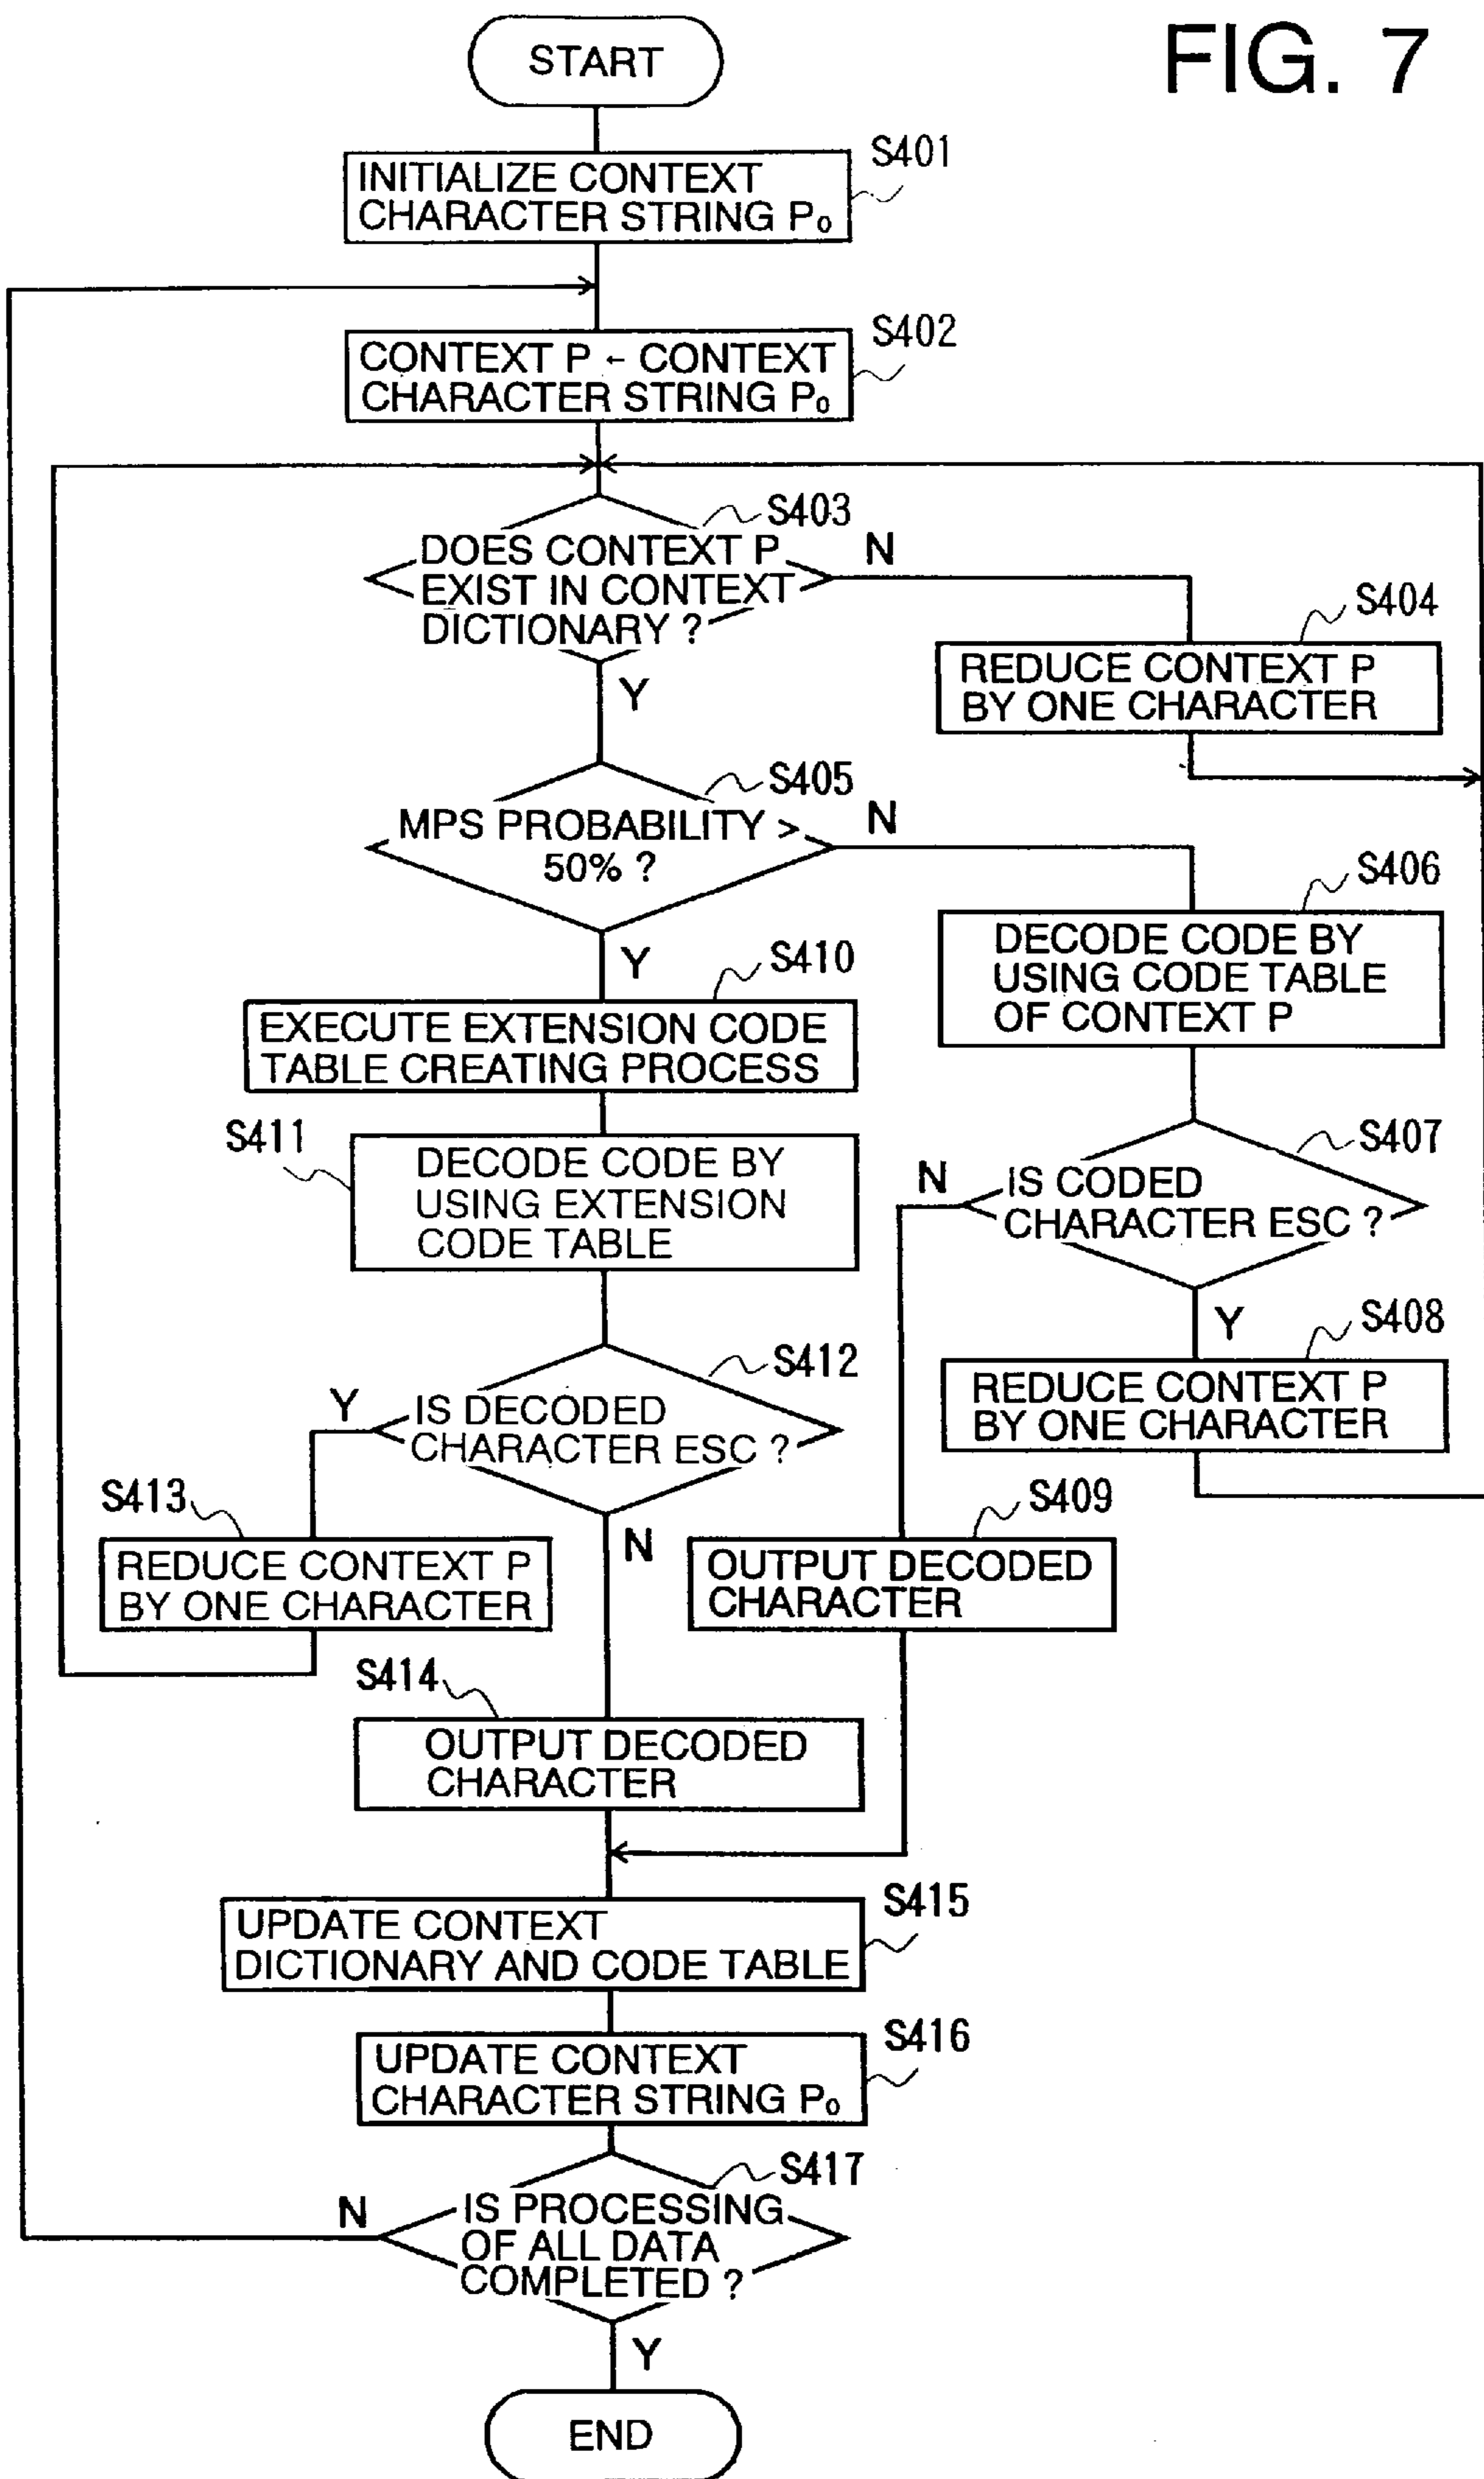 FIG. 7
START
S401
INITIALIZE CONTEXT
CHARACTER STRING P₀
S402
CONTEXT P ← CONTEXT
CHARACTER STRING P₀
S403
DOES CONTEXT P
EXIST IN CONTEXT
DICTIONARY ?
N
Y
S404
REDUCE CONTEXT P
BY ONE CHARACTER
S405
MPS PROBABILITY >
50% ?
N
Y
S406
DECODE CODE BY
USING CODE TABLE
OF CONTEXT P
S410
EXECUTE EXTENSION CODE
TABLE CREATING PROCESS
S411
DECODE CODE BY
USING EXTENSION
CODE TABLE
S407
N
IS CODED
CHARACTER ESC ?
Y
S408
REDUCE CONTEXT P
BY ONE CHARACTER
S412
Y
IS DECODED
CHARACTER ESC ?
N
S413
REDUCE CONTEXT P
BY ONE CHARACTER
S409
OUTPUT DECODED
CHARACTER
S414
OUTPUT DECODED
CHARACTER
S415
UPDATE CONTEXT
DICTIONARY AND CODE TABLE
S416
UPDATE CONTEXT
CHARACTER STRING P₀
S417
N
IS PROCESSING
OF ALL DATA
COMPLETED ?
Y
END